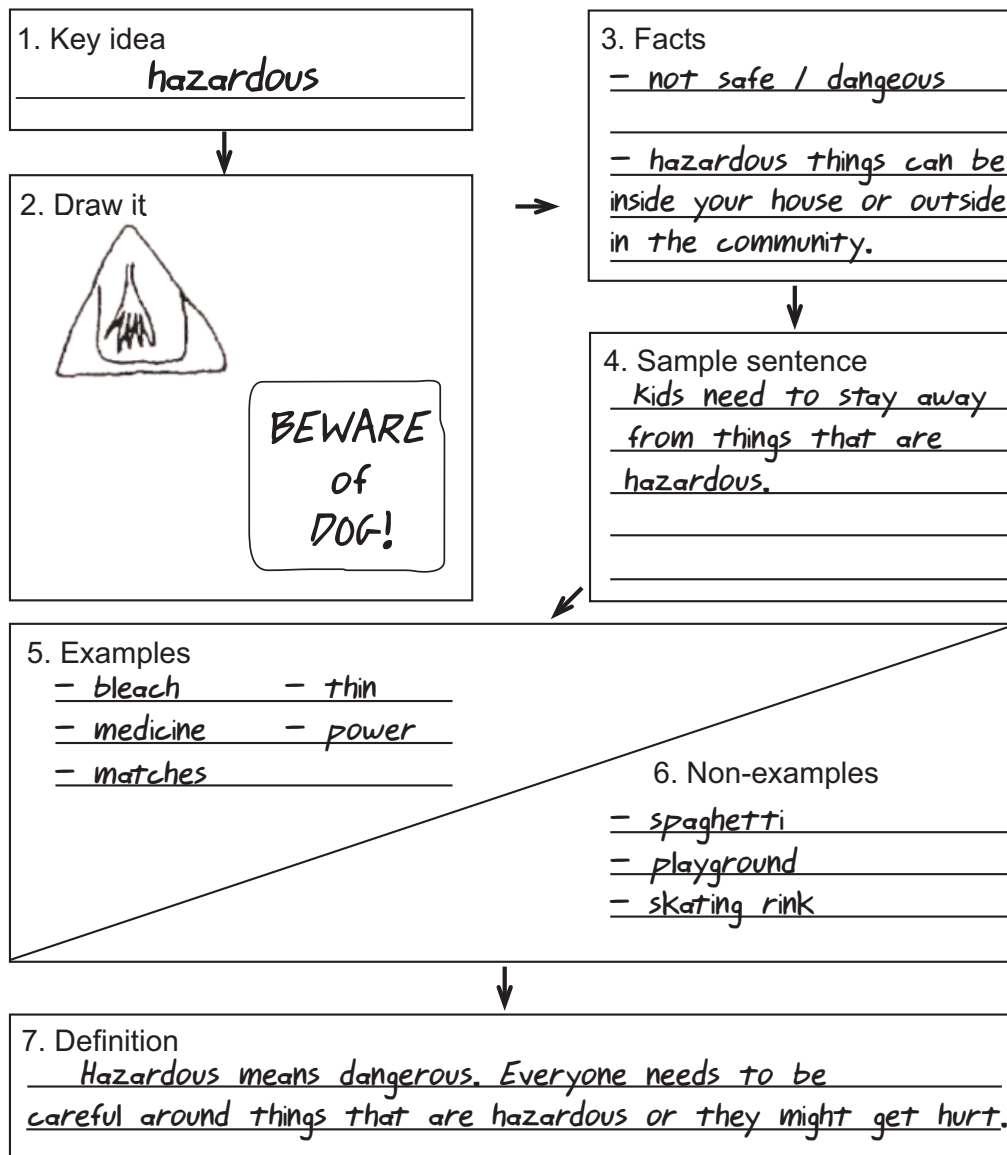 1. Key idea
hazardous
2. Draw it
BEWARE
of
DOG!
3. Facts
- not safe / dangeous
- hazardous things can be
inside your house or outside
in the community.
4. Sample sentence
Kids need to stay away
from things that are
hazardous.
5. Examples
- bleach - thin
- medicine - power
- matches
6. Non-examples
- spaghetti
- playground
- skating rink
7. Definition
Hazardous means dangerous. Everyone needs to be
careful around things that are hazardous or they might get hurt.